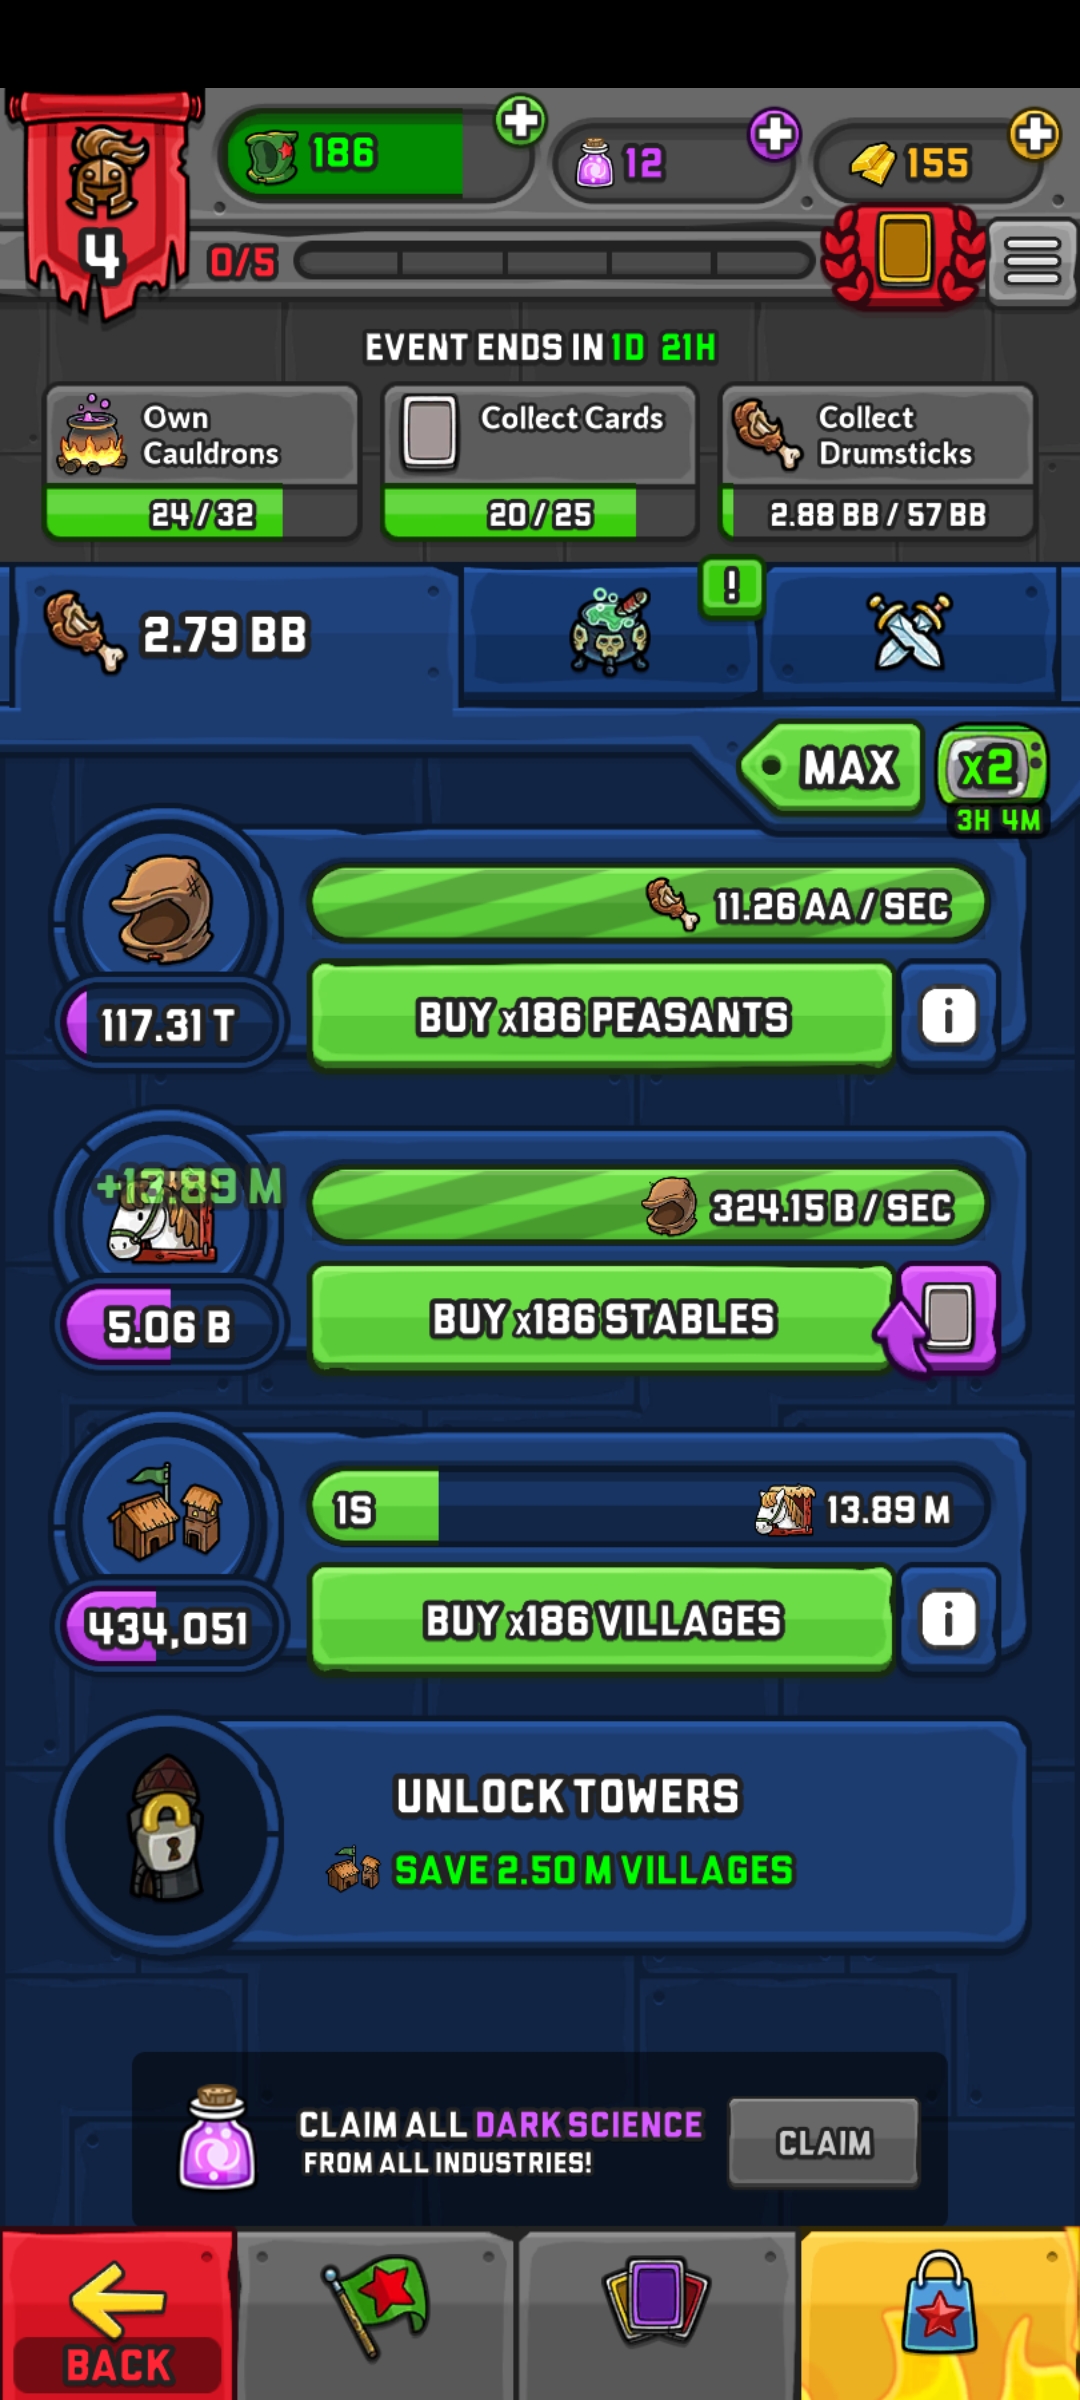 186
12
155
4
0/5
EVENT ENDS IN 1D 21H
Own
Cauldrons
24/32
Collect Cards
20/25
Collect
Drumsticks
2.88 BB / 57 BB
2.79 BB
!
MAX
x2
3H 4M
11.26 AA / SEC
117.31 T
BUY x186 PEASANTS
i
+13.89 M
324.15 B / SEC
5.06 B
BUY x186 STABLES
1S
13.89 M
434,051
BUY x186 VILLAGES
i
UNLOCK TOWERS
SAVE 2.50 M VILLAGES
CLAIM ALL DARK SCIENCE
FROM ALL INDUSTRIES!
CLAIM
BACK